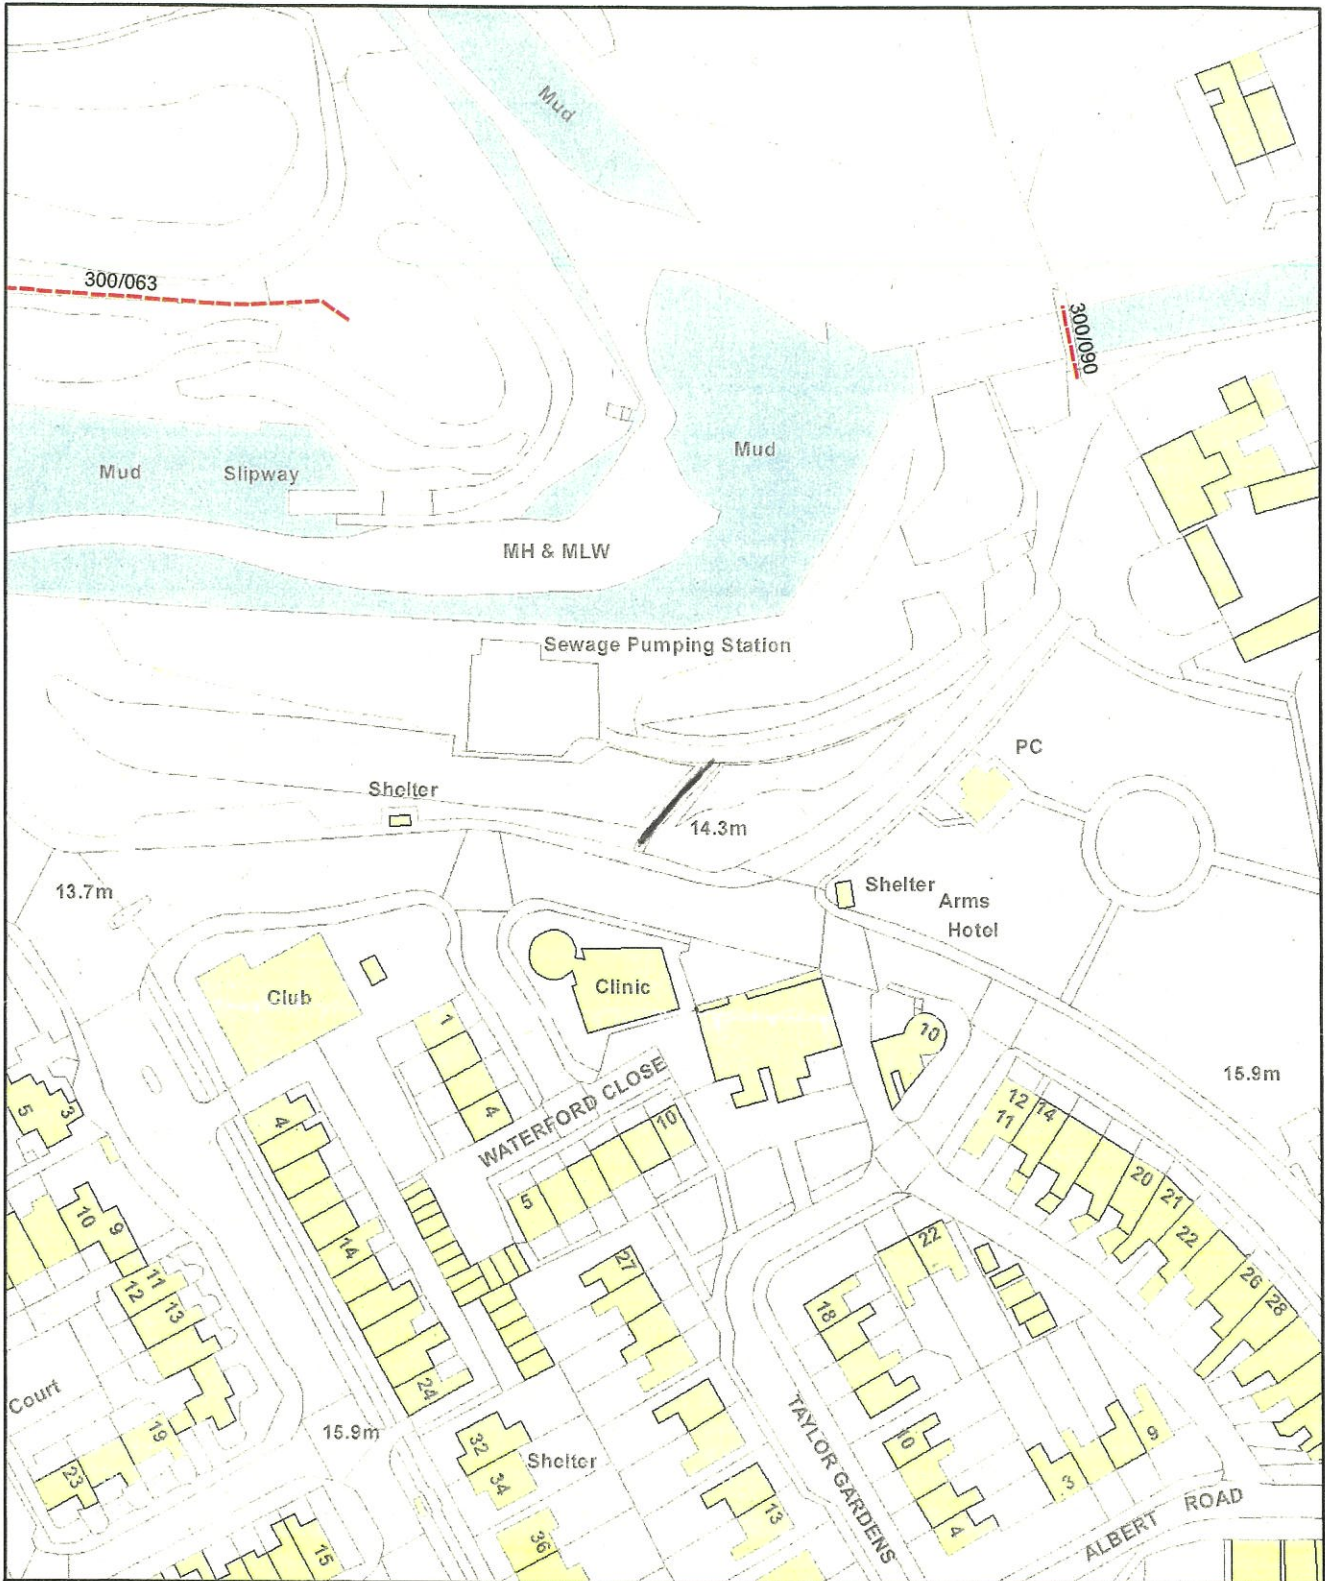 Mud
300/063
300/090
Mud
Slipway
Mud
MH & MLW
Sewage Pumping Station
PC
Shelter
14.3m
13.7m
Shelter
Arms
Hotel
Club
Clinic
1
10
15.9m
5
3
4
4
WATERFORD CLOSE
10
12
11
14
20
21
22
26
28
5
10
9
11
12
13
14
27
22
18
24
Court
15.9m
19
23
32
34
Shelter
36
15
13
TAYLOR GARDENS
10
4
3
9
ALBERT ROAD